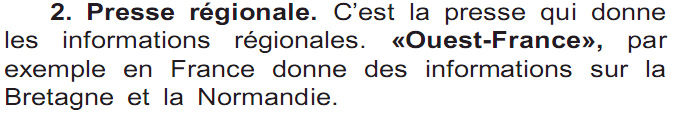 2. Presse régionale. C'est la presse qui donne
les informations régionales. «Ouest-France», par
exemple en France donne des informations sur la
Bretagne et la Normandie.